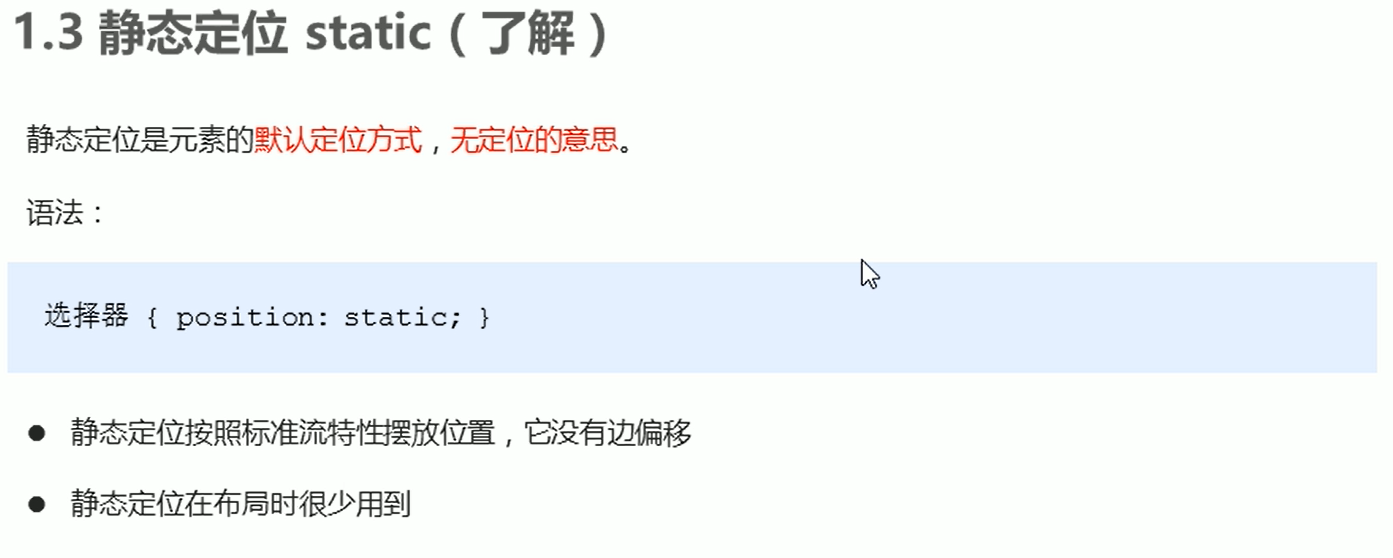 1.3 静态定位 static（了解）
静态定位是元素的默认定位方式，无定位的意思。
语法：
选择器 { position: static; }
● 静态定位按照标准流特性摆放位置，它没有边偏移
● 静态定位在布局时很少用到